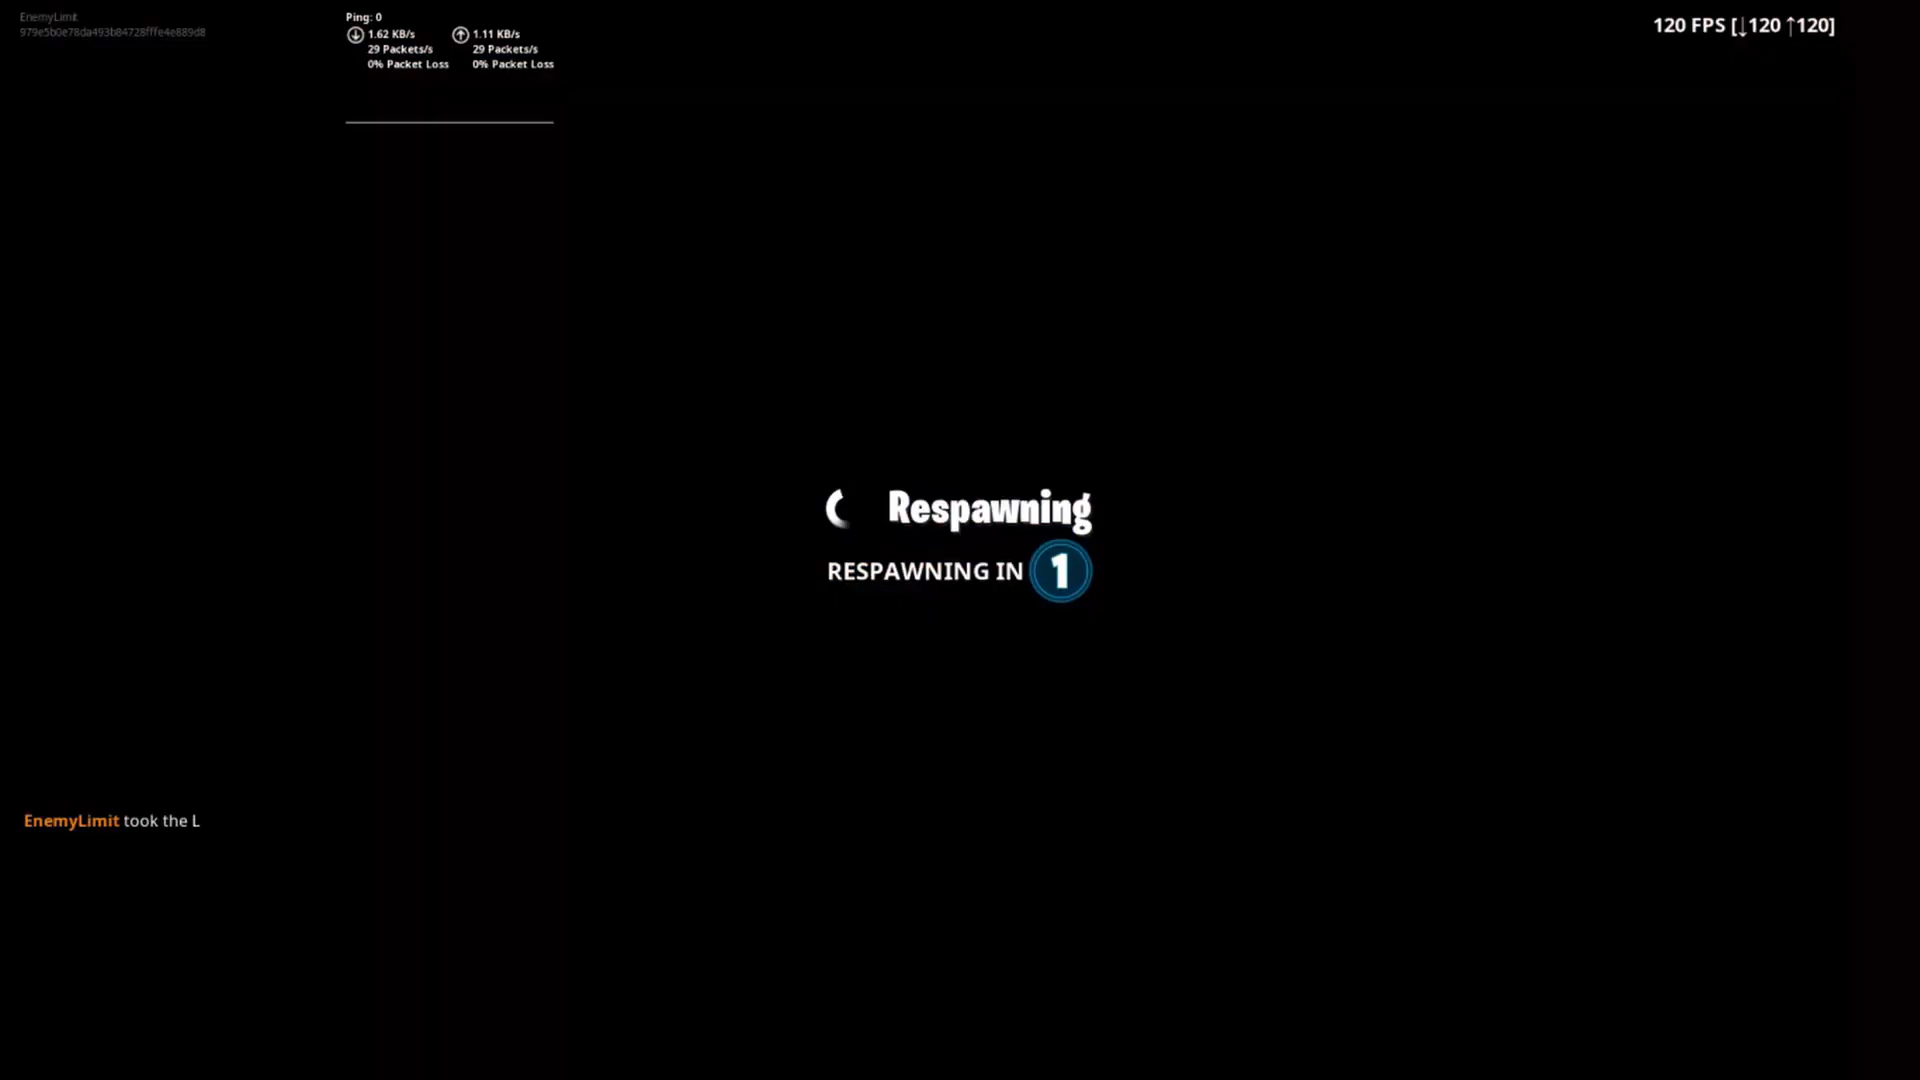 EnemyLimit
979e5b0e78da493b84728fffe4e889d8
Ping: 0
1.62 KB/s
29 Packets/s
0% Packet Loss
1.11 KB/s
29 Packets/s
0% Packet Loss
120 FPS [↓120 ↑120]
Respawning
RESPAWNING IN 1
EnemyLimit took the L